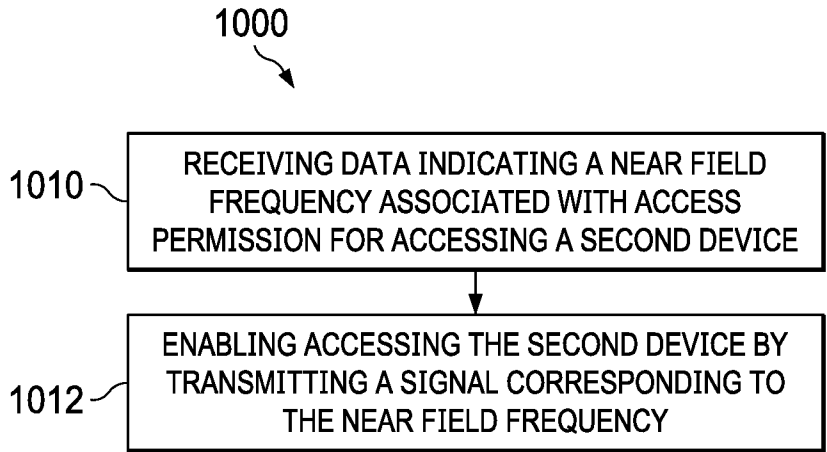 1000
1010
RECEIVING DATA INDICATING A NEAR FIELD
FREQUENCY ASSOCIATED WITH ACCESS
PERMISSION FOR ACCESSING A SECOND DEVICE
1012
ENABLING ACCESSING THE SECOND DEVICE BY
TRANSMITTING A SIGNAL CORRESPONDING TO
THE NEAR FIELD FREQUENCY